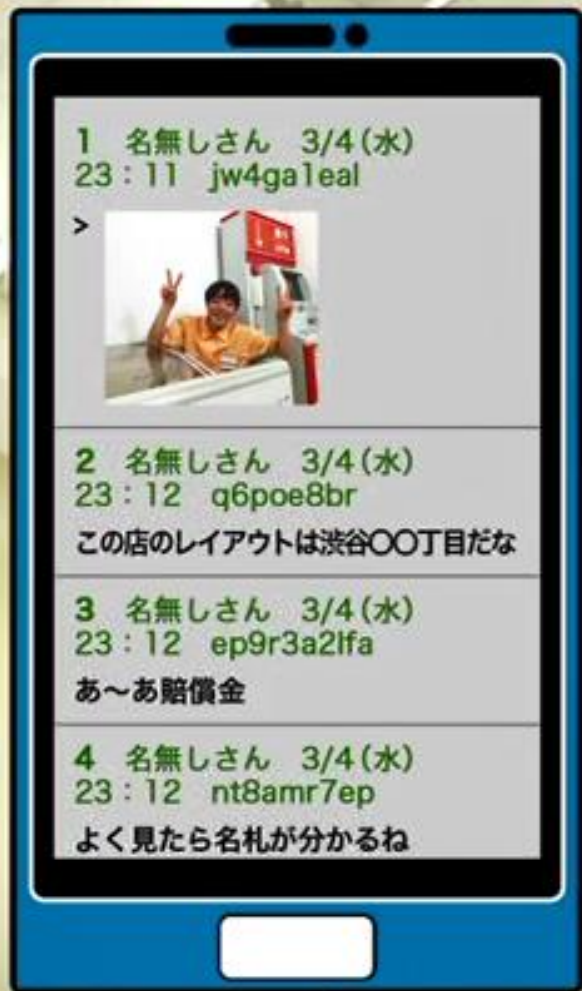 1 名無しさん 3/4(水)
23:11 jw4ga1eal
>
2 名無しさん 3/4(水)
23:12 q6poe8br
この店のレイアウトは渋谷〇〇丁目だな
3 名無しさん 3/4(水)
23:12 ep9r3a2lfa
あ～あ賠償金
4 名無しさん 3/4(水)
23:12 nt8amr7ep
よく見たら名札が分かるね